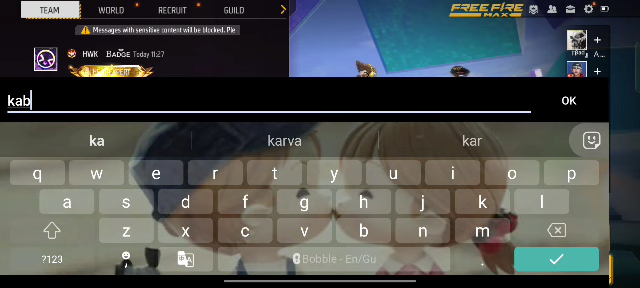 TEAM WORLD RECRUIT GUILD
FREE FIRE MAX
Messages with sensitive content will be blocked. Ple
HWK BADGE Today 11:27
kab OK
ka karva kar
q w e r t y u i o p
a s d f g h j k l
z x c v b n m
?123 Bobble - En/Gu .